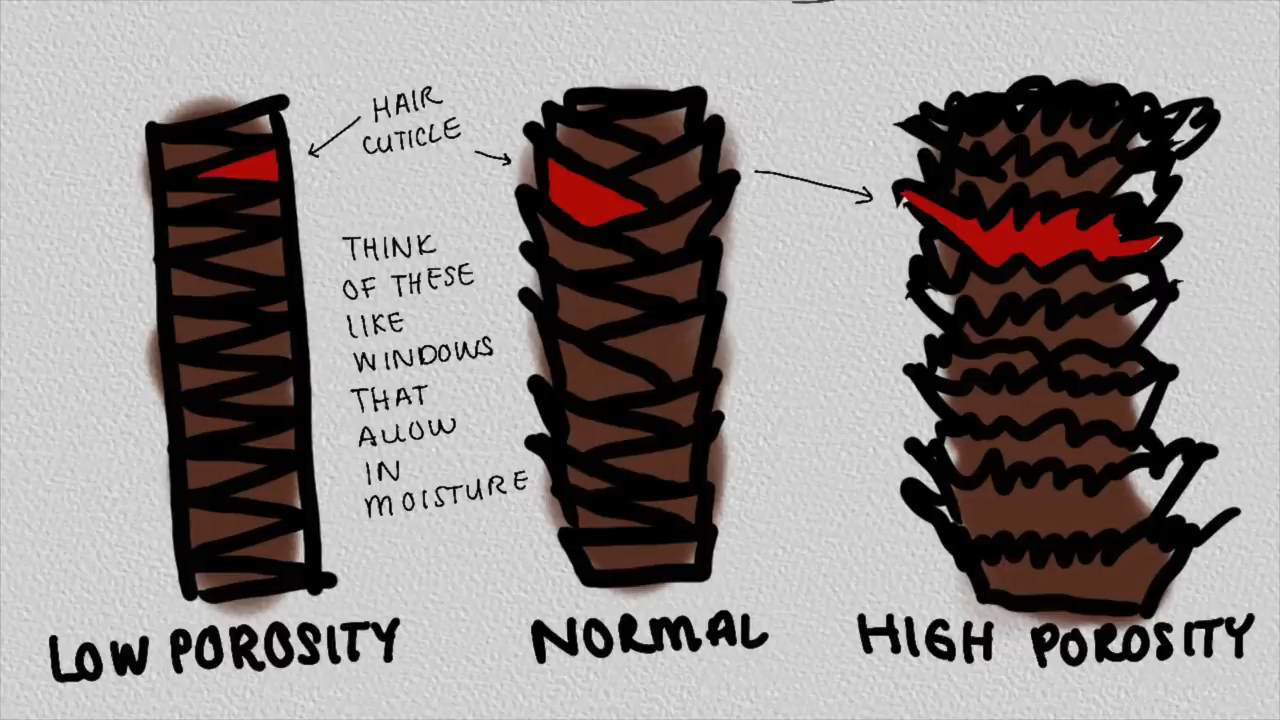 HAIR
CUTICLE
THINK
OF THESE
LIKE
WINDOWS
THAT
ALLOW
IN
MOISTURE
LOW POROSITY
NORMAL
HIGH POROSITY